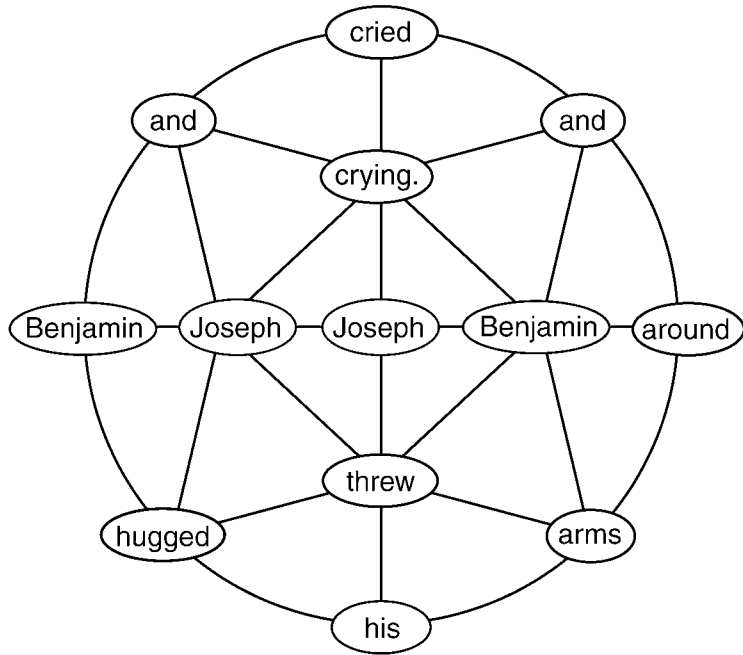 cried
and and
crying.
Benjamin Joseph Joseph Benjamin around
threw
hugged arms
his